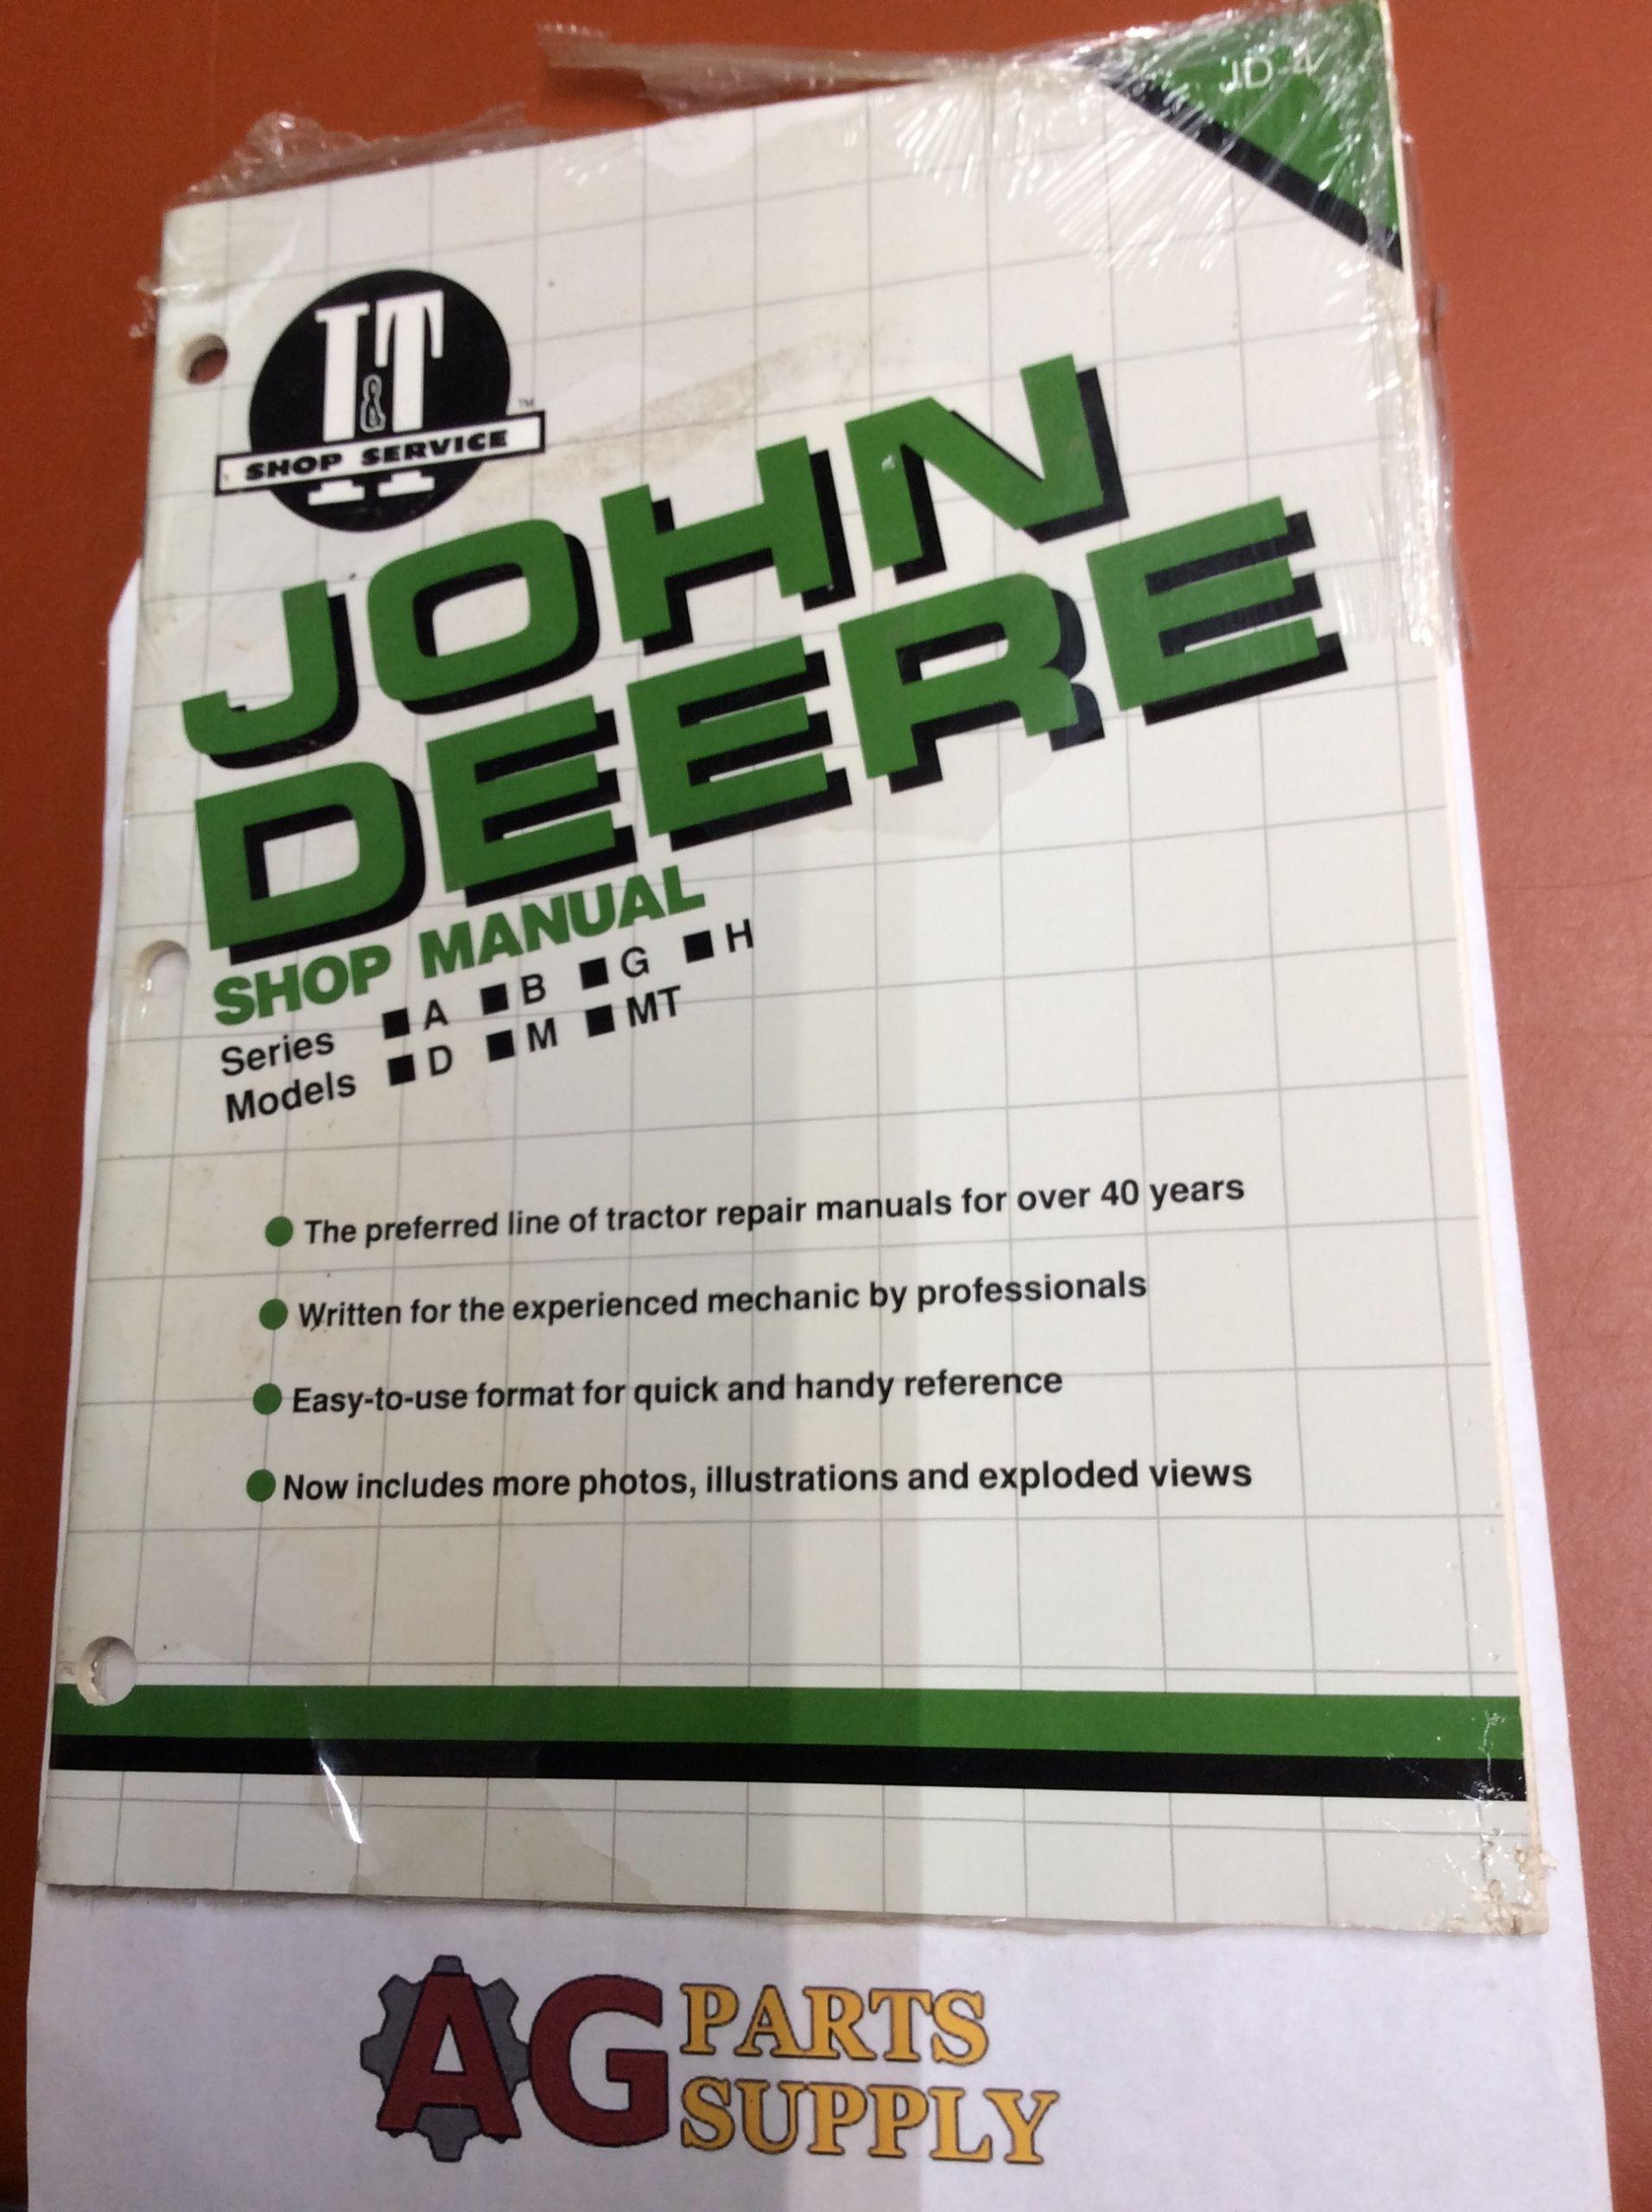 JD-4
I&T
™
SHOP SERVICE
JOHN
DEERE
SHOP MANUAL
Series ■ A ■ B ■ G ■ H
Models ■ D ■ M ■ MT
● The preferred line of tractor repair manuals for over 40 years
● Written for the experienced mechanic by professionals
● Easy-to-use format for quick and handy reference
● Now includes more photos, illustrations and exploded views
AG PARTS
SUPPLY